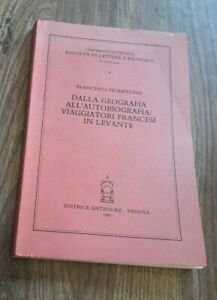 UNIVERSITÀ DI
FACOLTÀ DI LETTERE E FILOSOFIA
FRANCESCO FIORENTINO
DALLA GEOGRAFIA
ALL'AUTOBIOGRAFIA:
VIAGGIATORI FRANCESI
IN LEVANTE
EDITRICE ANTENORE · PADOVA